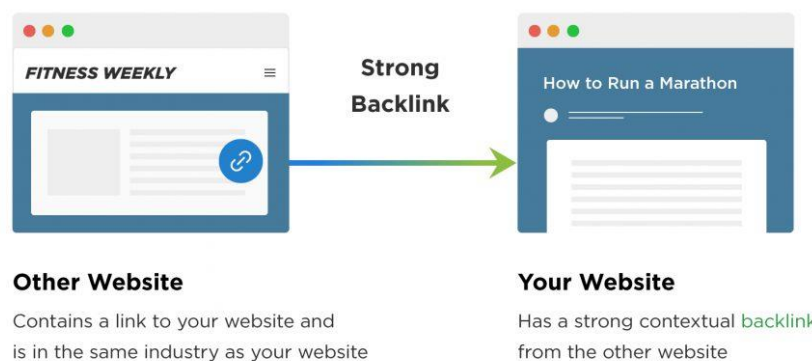 FITNESS WEEKLY
Strong
Backlink
How to Run a Marathon
Other Website
Contains a link to your website and
is in the same industry as your website
Your Website
Has a strong contextual backlink
from the other website